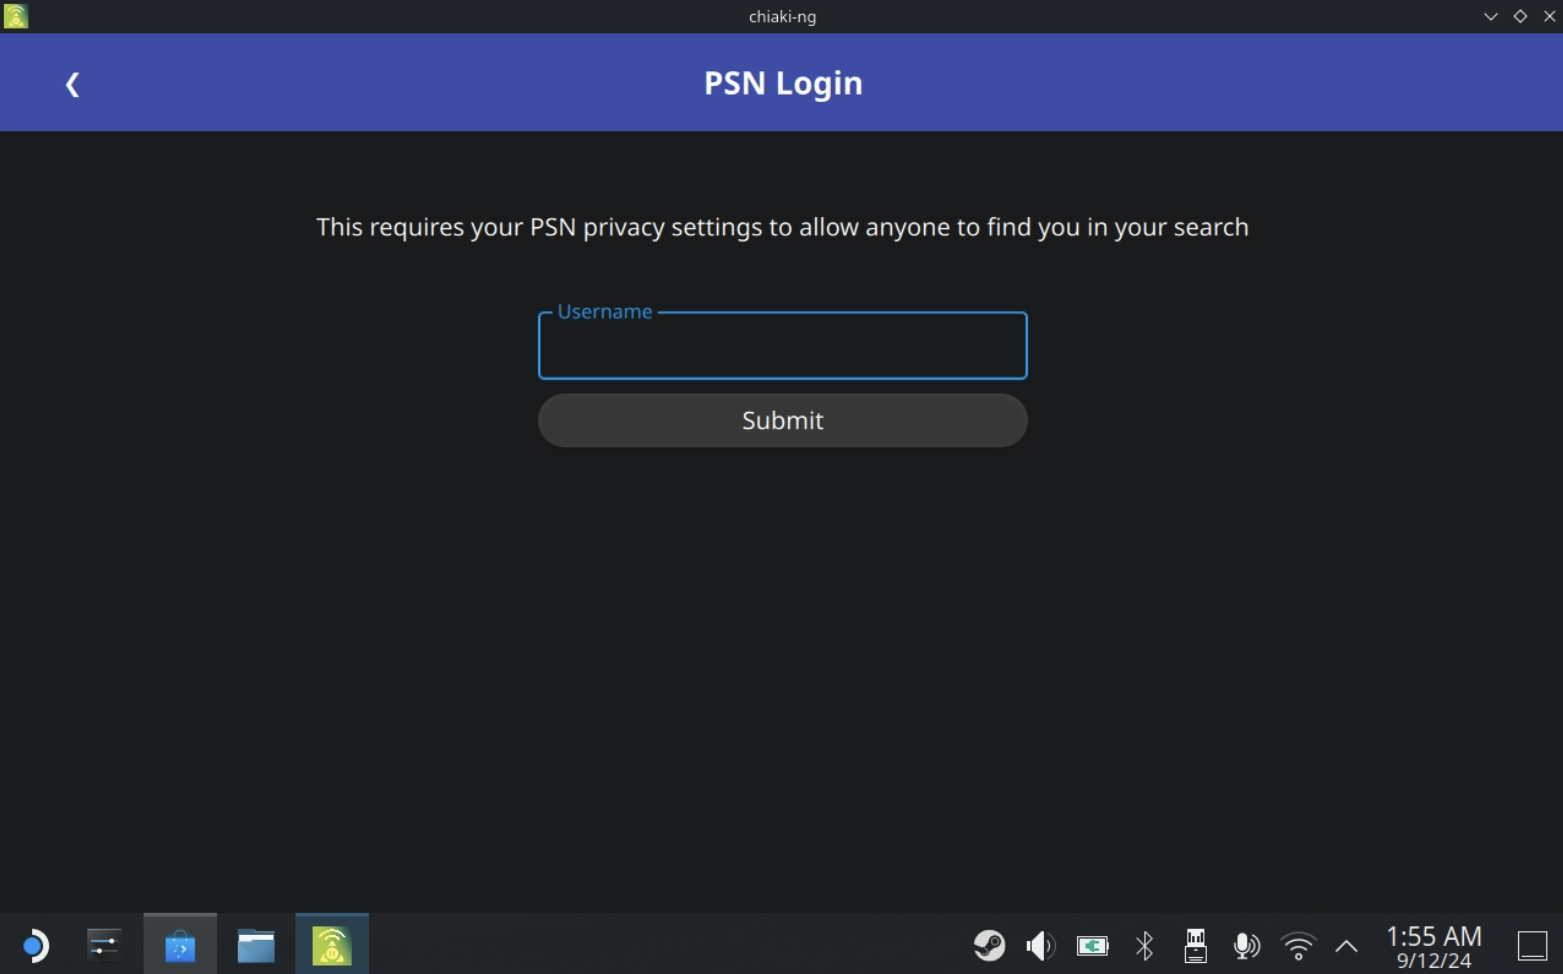 chiaki-ng
PSN Login
This requires your PSN privacy settings to allow anyone to find you in your search
Username
Submit
1:55 AM
9/12/24